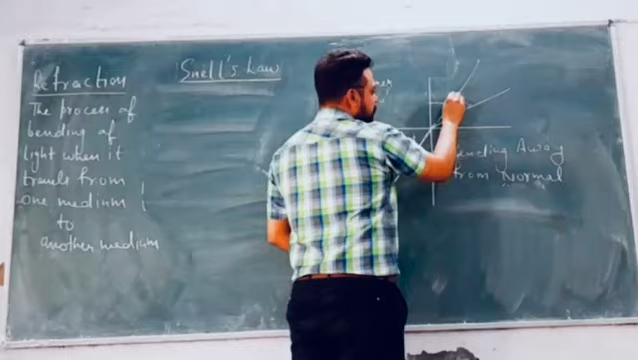 Refraction
The process of
bending of
light when it
travels from
one medium
to
another medium
Snell's Law
Away
from Normal